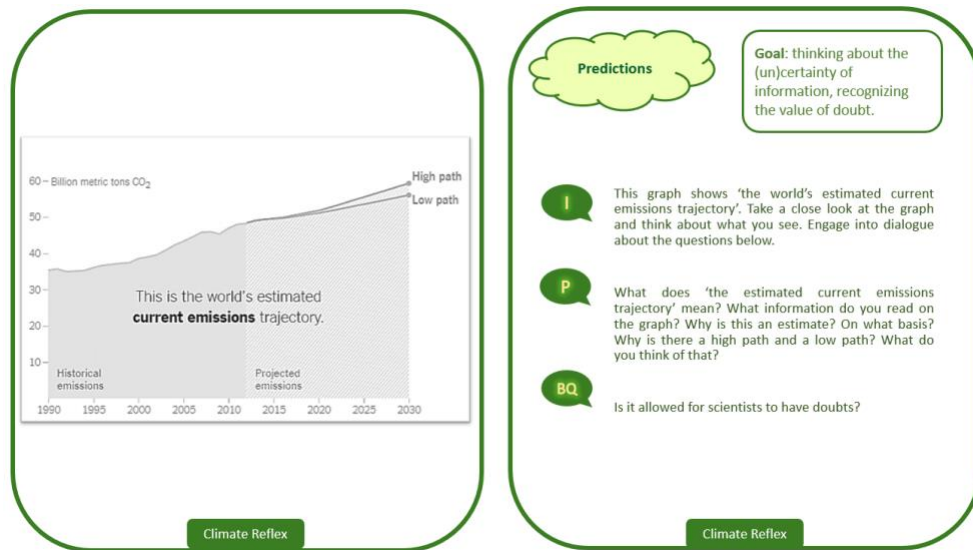 60 – Billion metric tons CO₂
High path
Low path
50
40
30
This is the world's estimated
current emissions trajectory.
20
10
Historical
emissions
Projected
emissions
1990 1995 2000 2005 2010 2015 2020 2025 2030
Climate Reflex
Predictions
Goal: thinking about the
(un)certainty of
information, recognizing
the value of doubt.
I
This graph shows ‘the world’s estimated current
emissions trajectory’. Take a close look at the graph
and think about what you see. Engage into dialogue
about the questions below.
P
What does ‘the estimated current emissions
trajectory’ mean? What information do you read on
the graph? Why is this an estimate? On what basis?
Why is there a high path and a low path? What do
you think of that?
BQ
Is it allowed for scientists to have doubts?
Climate Reflex